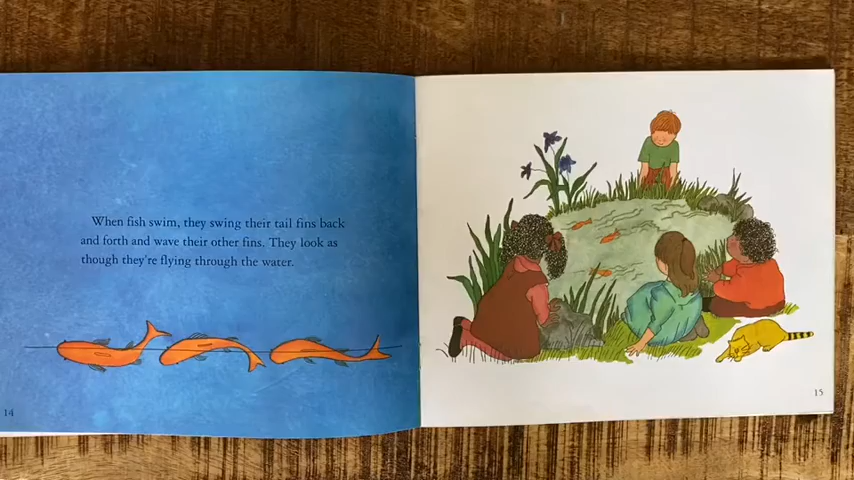 When fish swim, they swing their tail fins back
and forth and wave their other fins. They look as
though they're flying through the water.
14
15